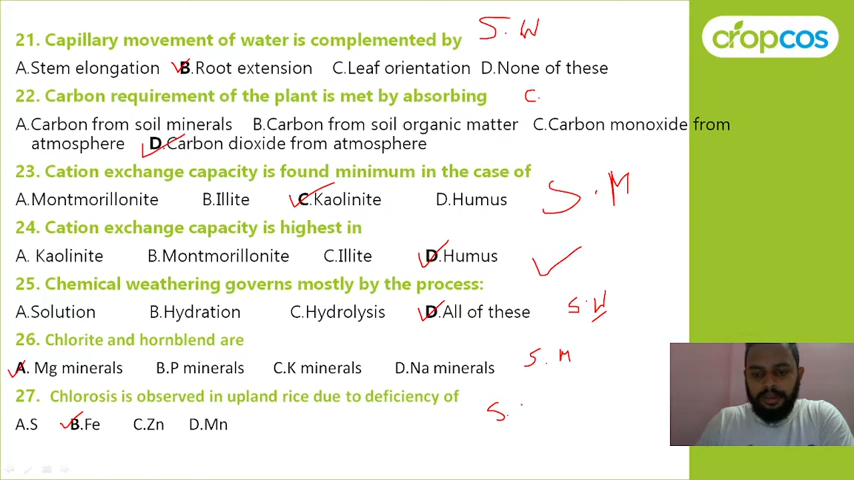 21. Capillary movement of water is complemented by S. W
A.Stem elongation B.Root extension C.Leaf orientation D.None of these
22. Carbon requirement of the plant is met by absorbing C.
A.Carbon from soil minerals B.Carbon from soil organic matter C.Carbon monoxide from
atmosphere D.Carbon dioxide from atmosphere
23. Cation exchange capacity is found minimum in the case of
A.Montmorillonite B.Illite C.Kaolinite D.Humus S. M
24. Cation exchange capacity is highest in
A. Kaolinite B.Montmorillonite C.Illite D.Humus
25. Chemical weathering governs mostly by the process:
A.Solution B.Hydration C.Hydrolysis D.All of these S. W
26. Chlorite and hornblend are
A. Mg minerals B.P minerals C.K minerals D.Na minerals S. M
27. Chlorosis is observed in upland rice due to deficiency of
A.S B.Fe C.Zn D.Mn S.
cropcos